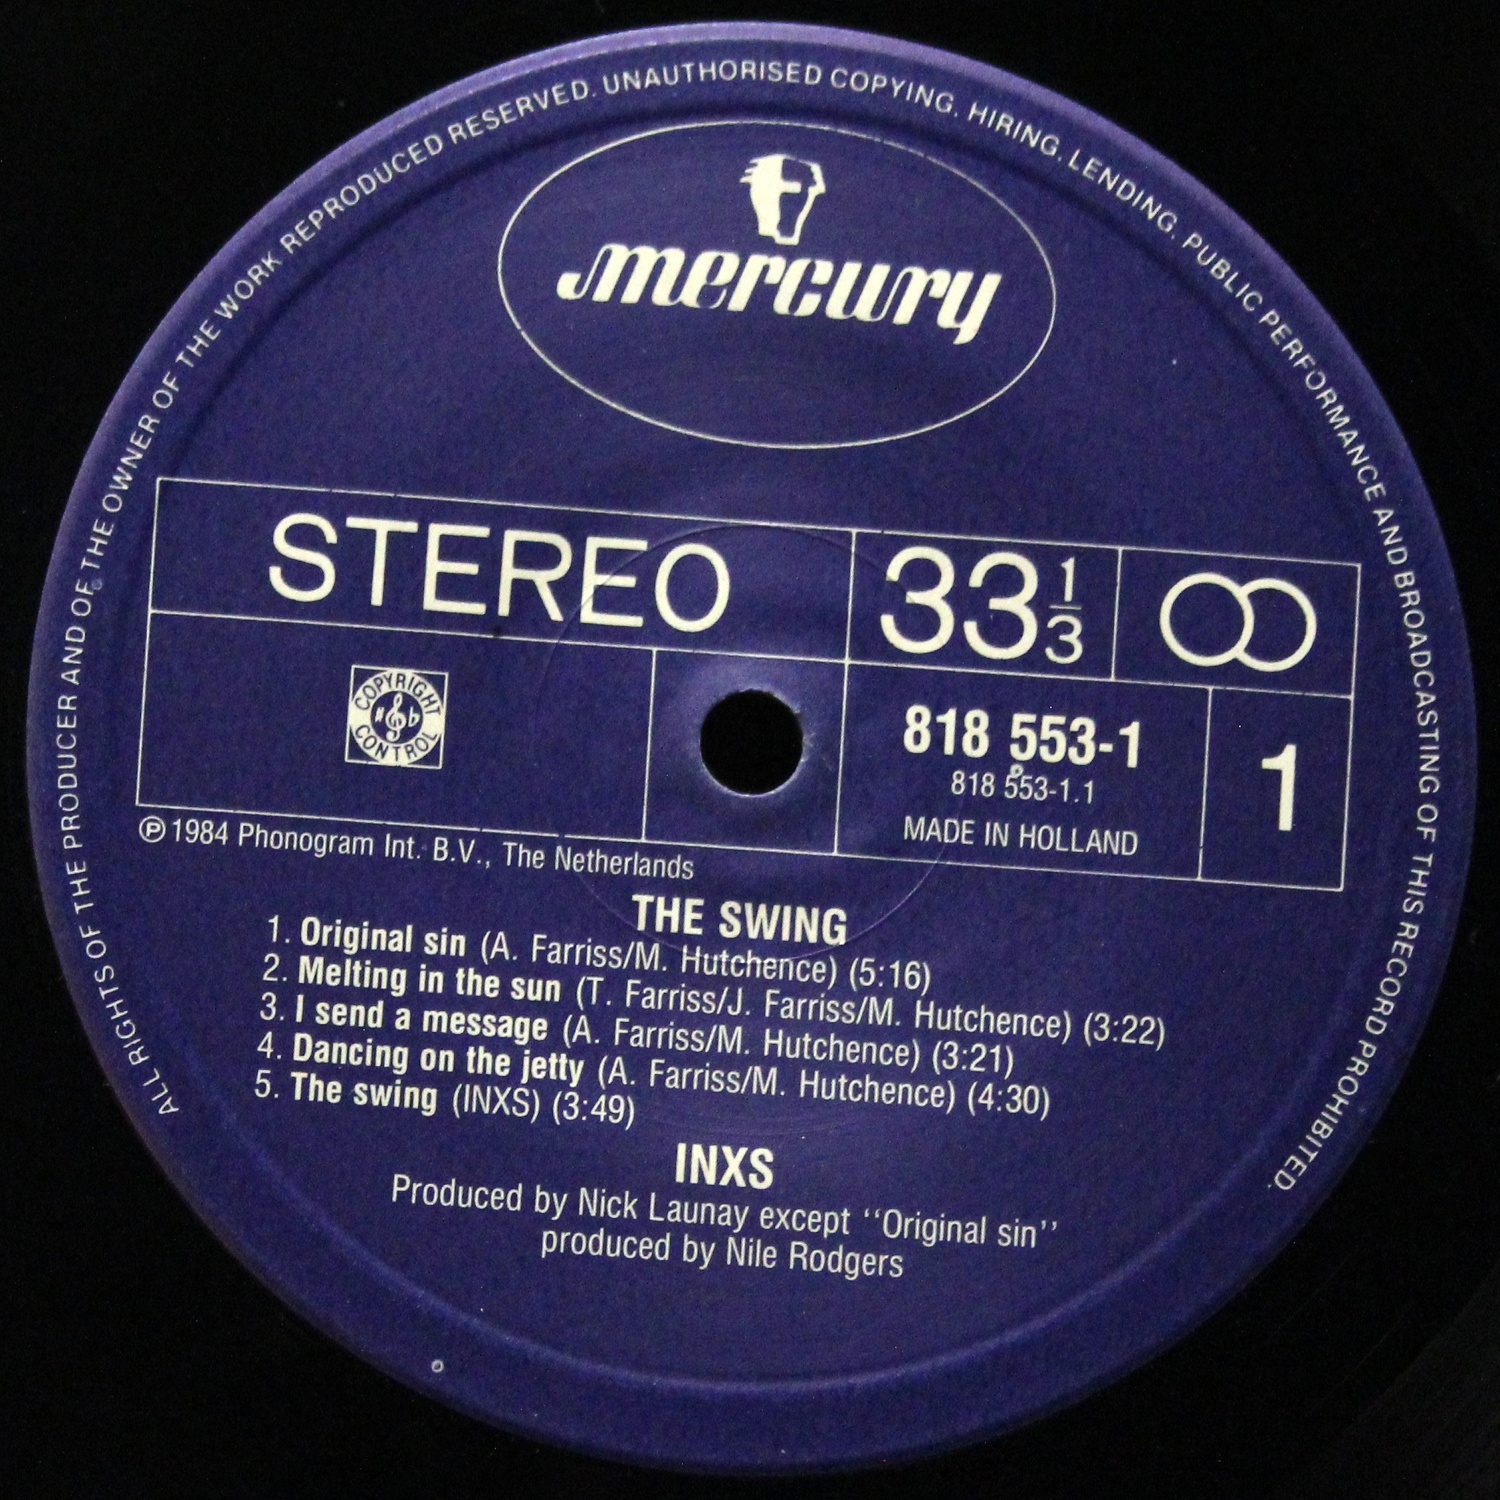 ALL RIGHTS OF THE PRODUCER AND OF THE OWNER OF THE WORK REPRODUCED RESERVED. UNAUTHORISED COPYING. HIRING. LENDING. PUBLIC PERFORMANCE AND BROADCASTING OF THIS RECORD PROHIBITED.
mercury
STEREO
33 1/3
COPYRIGHT
CONTROL
818 553-1
818 553-1.1
MADE IN HOLLAND
1
℗ 1984 Phonogram Int. B.V., The Netherlands
THE SWING
1. Original sin (A. Farriss/M. Hutchence) (5:16)
2. Melting in the sun (T. Farriss/J. Farriss/M. Hutchence) (3:22)
3. I send a message (A. Farriss/M. Hutchence) (3:21)
4. Dancing on the jetty (A. Farriss/M. Hutchence) (4:30)
5. The swing (INXS) (3:49)
INXS
Produced by Nick Launay except ‘‘Original sin’’
produced by Nile Rodgers